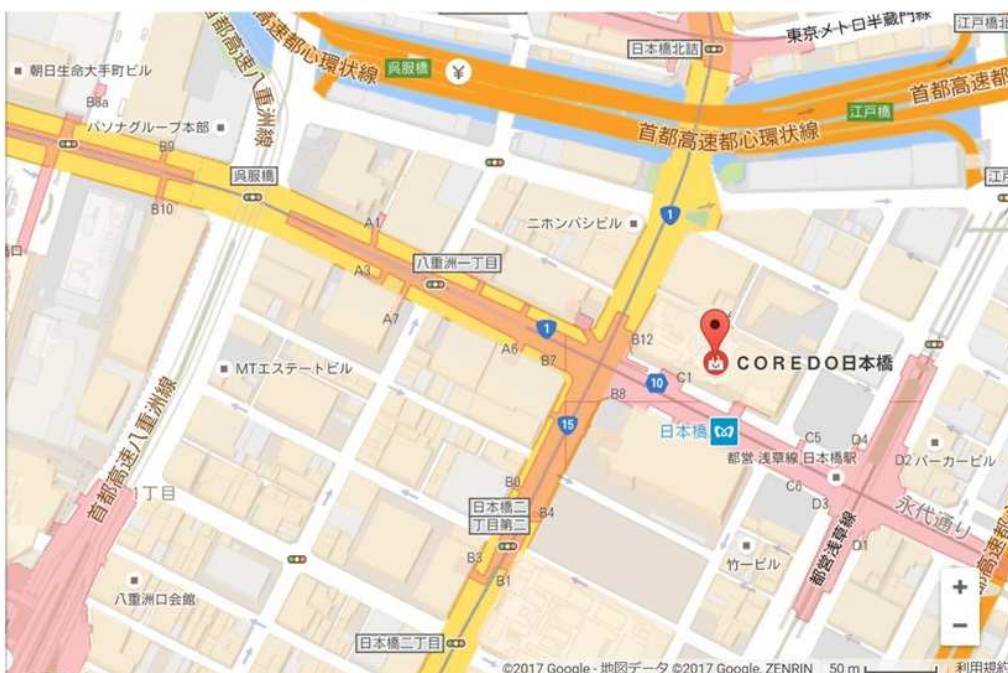 東京メトロ半蔵門線
江戸橋北
日本橋北詰
朝日生命大手町ビル
首都高速八重洲線
首都高速都心環状線
呉服橋
¥
江戸橋
首都高速都
首都高速都心環状線
B8a
パソナグループ本部
B9
呉服橋
江戸
B10
A1
ニホンバシビル
1
A3
八重洲一丁目
A7
1
A6
B7
B12
COREDO日本橋
MTエステートビル
10
C1
B8
15
日本橋
C5
D4
都営 浅草線 日本橋駅
D2パーカービル
首都高速八重洲線
1丁目
C6
D3
永代通り
日本橋二
丁目第二
B4
都営浅草線
D1
B3
B1
竹一ビル
八重洲口会館
日本橋二丁目
+
−
©2017 Google - 地図データ ©2017 Google, ZENRIN
50 m
利用規約